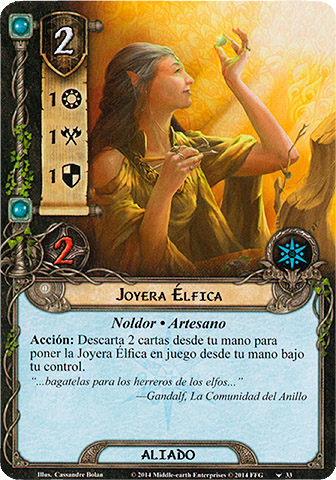 2
1
1
1
2
JOYERA ÉLFICA
Noldor • Artesano
Acción: Descarta 2 cartas desde tu mano para
poner la Joyera Élfica en juego desde tu mano bajo
tu control.
“...bagatelas para los herreros de los elfos...”
—Gandalf, La Comunidad del Anillo
ALIADO
Illus. Cassandre Bolan
© 2014 Middle-earth Enterprises © 2014 FFG
33